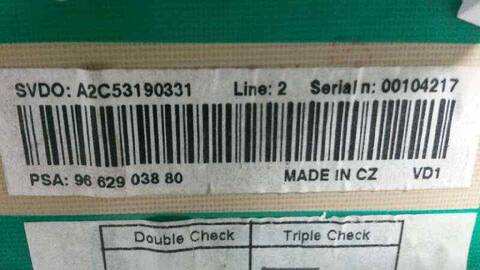 SVDO: A2C53190331 Line: 2 Serial n: 00104217
PSA: 96 629 038 80 MADE IN CZ VD1
Double Check Triple Check